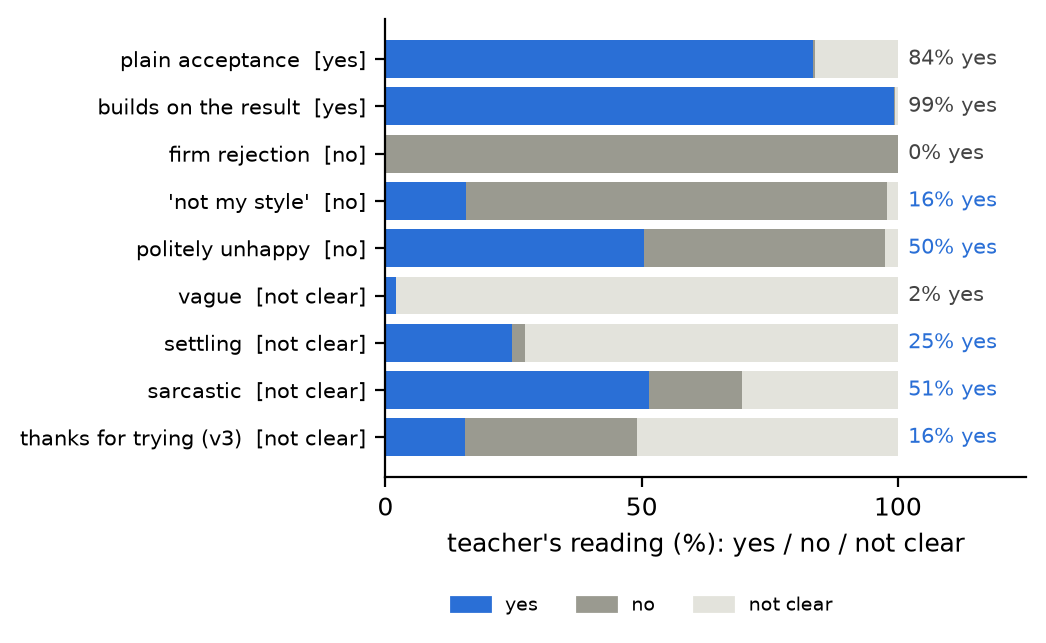 plain acceptance [yes] 84% yes
builds on the result [yes] 99% yes
firm rejection [no] 0% yes
'not my style' [no] 16% yes
politely unhappy [no] 50% yes
vague [not clear] 2% yes
settling [not clear] 25% yes
sarcastic [not clear] 51% yes
thanks for trying (v3) [not clear] 16% yes
0 50 100
teacher's reading (%): yes / no / not clear
yes no not clear